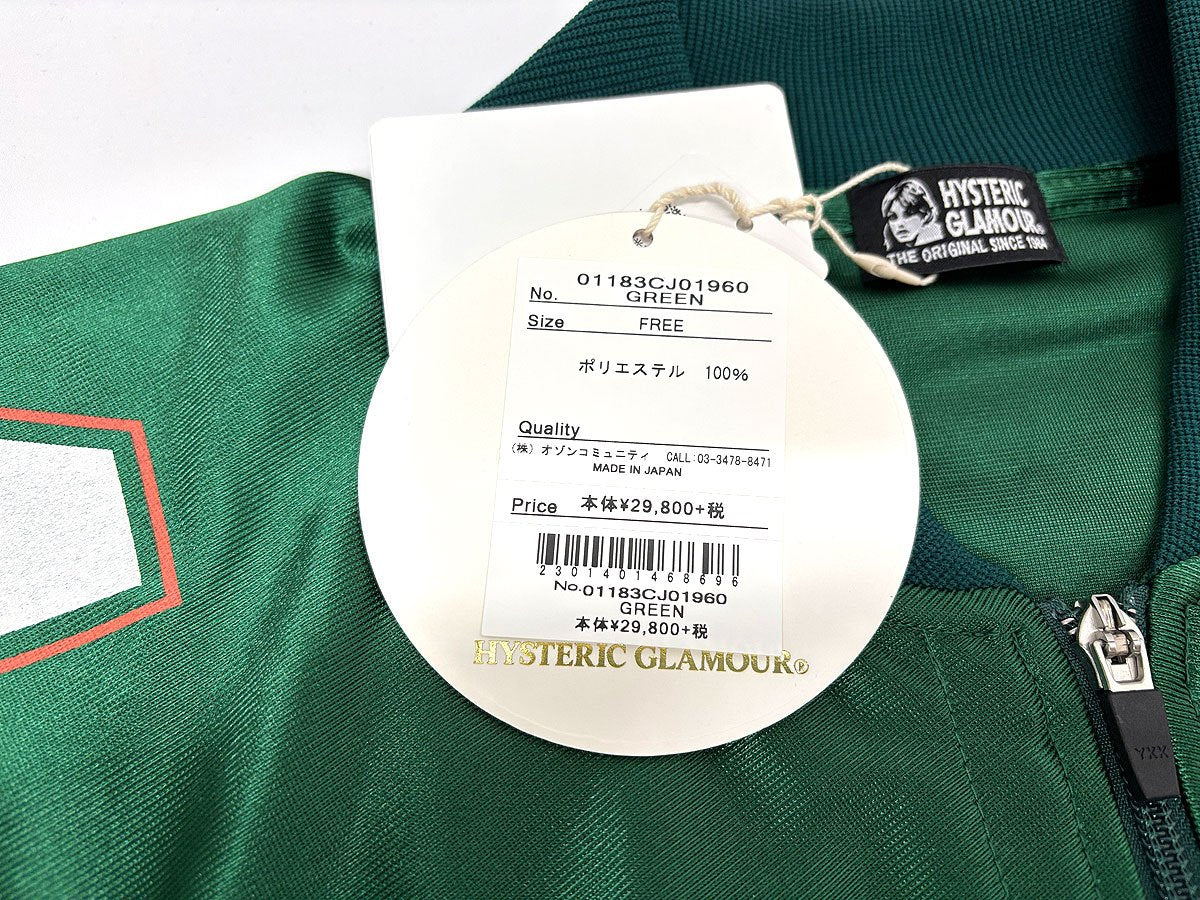 HYSTERIC
GLAMOUR®
THE ORIGINAL SINCE 1984
01183CJ01960
No. GREEN
Size FREE
ポリエステル 100%
Quality
(株) オゾンコミュニティ CALL:03-3478-8471
MADE IN JAPAN
Price 本体¥29,800+税
2301401468696
No.01183CJ01960
GREEN
本体¥29,800+税
HYSTERIC GLAMOUR®
YXX